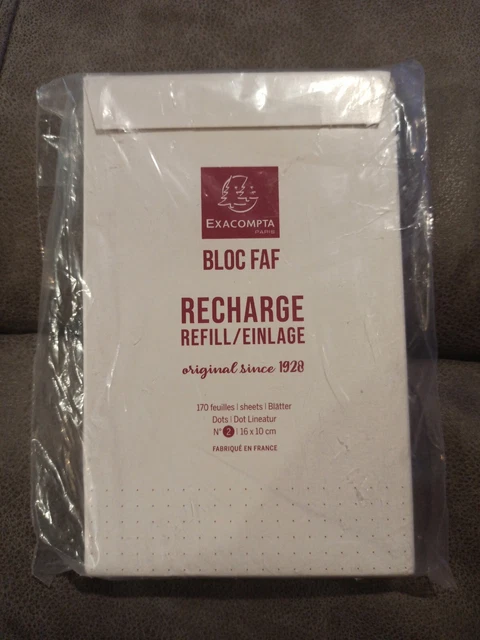 EXACOMPTA
PARIS
BLOC FAF
RECHARGE
REFILL/EINLAGE
original since 1928
170 feuilles | sheets | Blätter
Dots | Dot Lineatur
N° 2 | 16 x 10 cm
FABRIQUÉ EN FRANCE